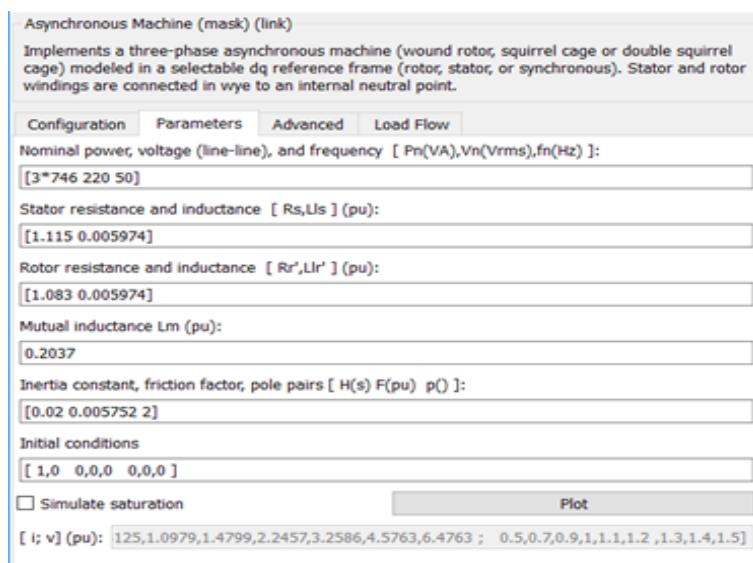 Asynchronous Machine (mask) (link)
Implements a three-phase asynchronous machine (wound rotor, squirrel cage or double squirrel
cage) modeled in a selectable dq reference frame (rotor, stator, or synchronous). Stator and rotor
windings are connected in wye to an internal neutral point.
Configuration Parameters Advanced Load Flow
Nominal power, voltage (line-line), and frequency [ Pn(VA),Vn(Vrms),fn(Hz) ]:
[3*746 220 50]
Stator resistance and inductance [ Rs,Lls ] (pu):
[1.115 0.005974]
Rotor resistance and inductance [ Rr',Llr' ] (pu):
[1.083 0.005974]
Mutual inductance Lm (pu):
0.2037
Inertia constant, friction factor, pole pairs [ H(s) F(pu) p() ]:
[0.02 0.005752 2]
Initial conditions
[ 1,0 0,0,0 0,0,0 ]
Simulate saturation Plot
[ i; v] (pu): 125,1.0979,1.4799,2.2457,3.2586,4.5763,6.4763 ; 0.5,0.7,0.9,1,1.1,1.2 ,1.3,1.4,1.5]